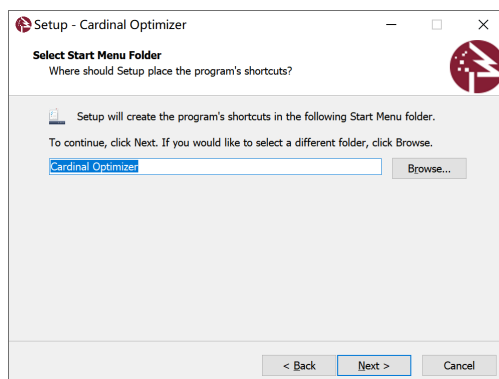 Setup - Cardinal Optimizer
Select Start Menu Folder
Where should Setup place the program's shortcuts?
Setup will create the program's shortcuts in the following Start Menu folder.
To continue, click Next. If you would like to select a different folder, click Browse.
Cardinal Optimizer
Browse...
< Back
Next >
Cancel